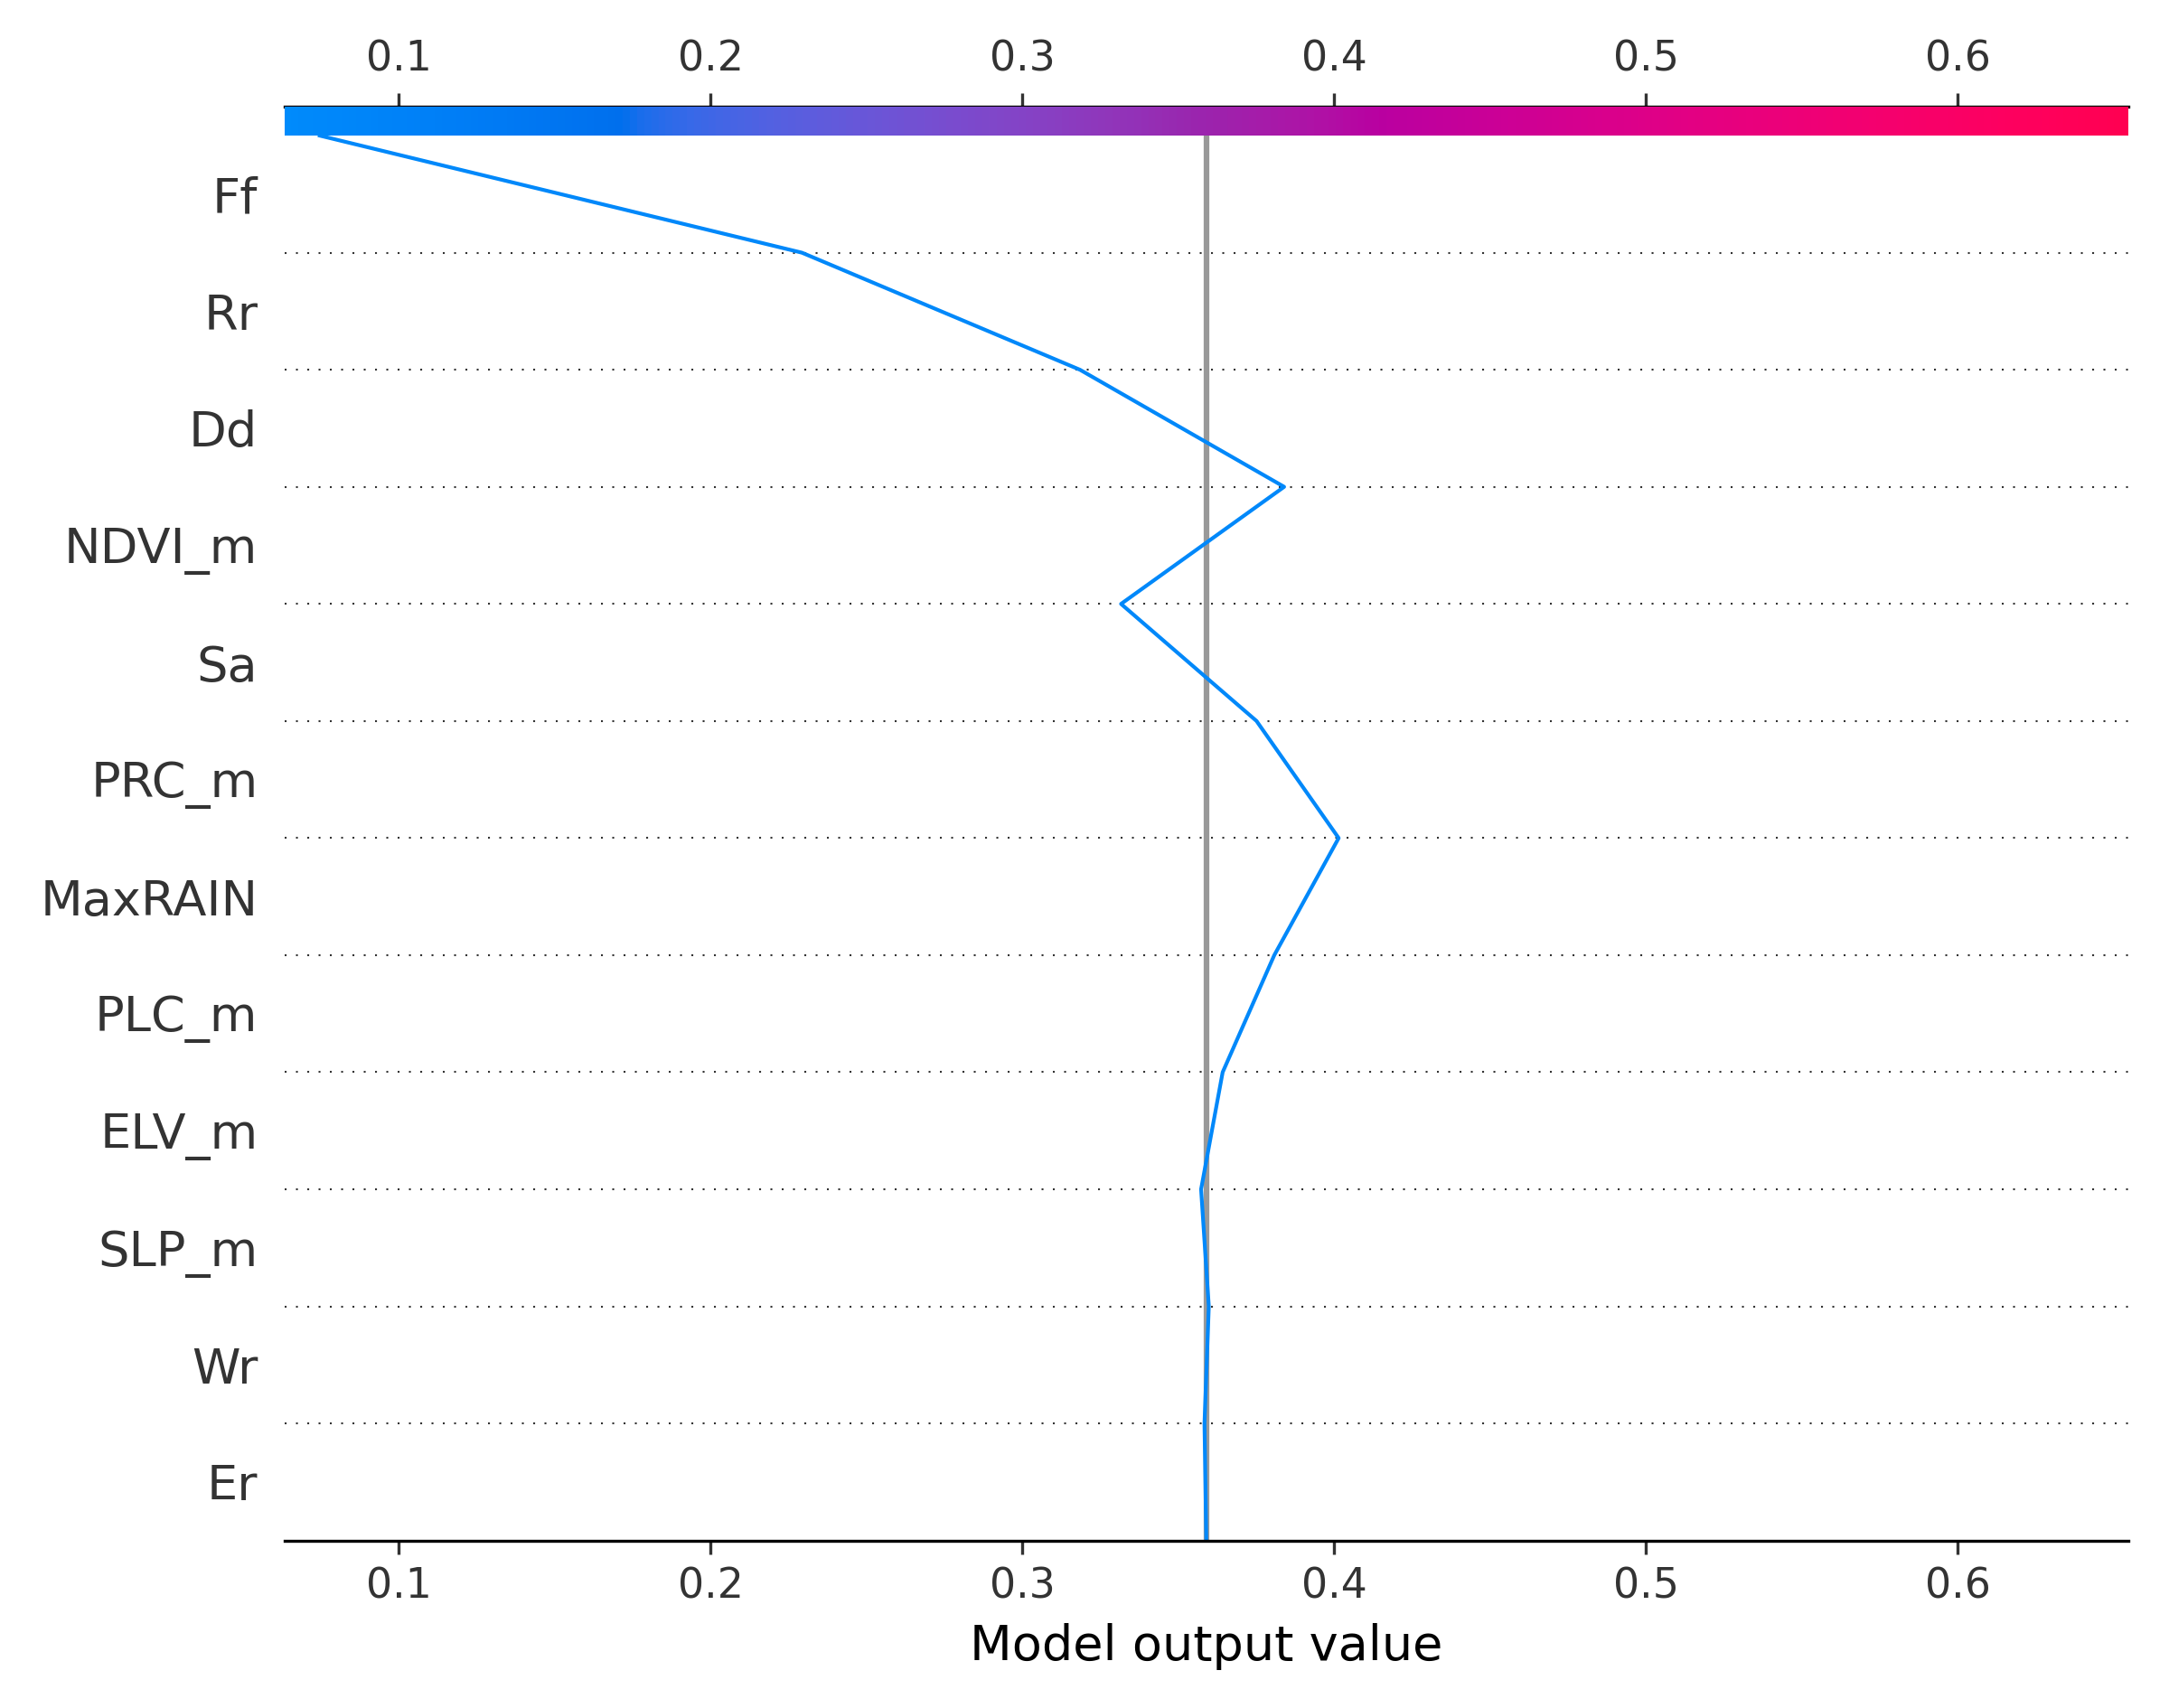 0.1 0.2 0.3 0.4 0.5 0.6
Ff
Rr
Dd
NDVI_m
Sa
PRC_m
MaxRAIN
PLC_m
ELV_m
SLP_m
Wr
Er
0.1 0.2 0.3 0.4 0.5 0.6
Model output value